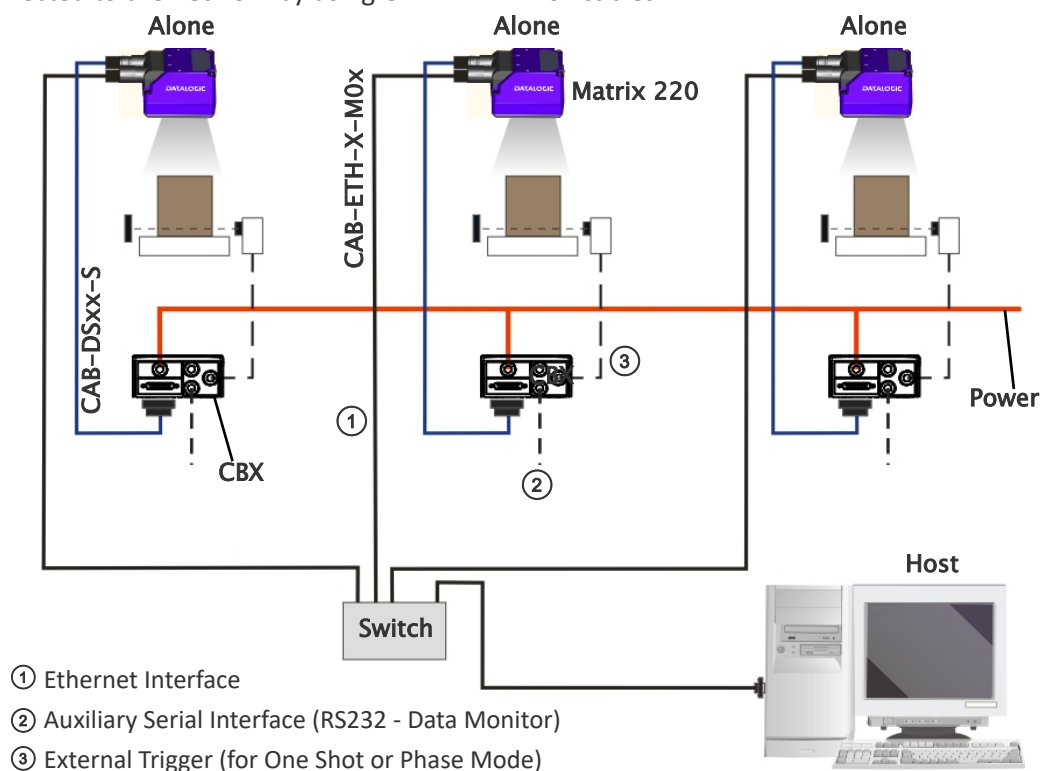 Alone
Alone
Alone
DATALOGIC
DATALOGIC
Matrix 220
DATALOGIC
CAB-ETH-X-M0x
CAB-DSxx-S
3
Power
1
CBX
2
Host
Switch
1 Ethernet Interface
2 Auxiliary Serial Interface (RS232 - Data Monitor)
3 External Trigger (for One Shot or Phase Mode)